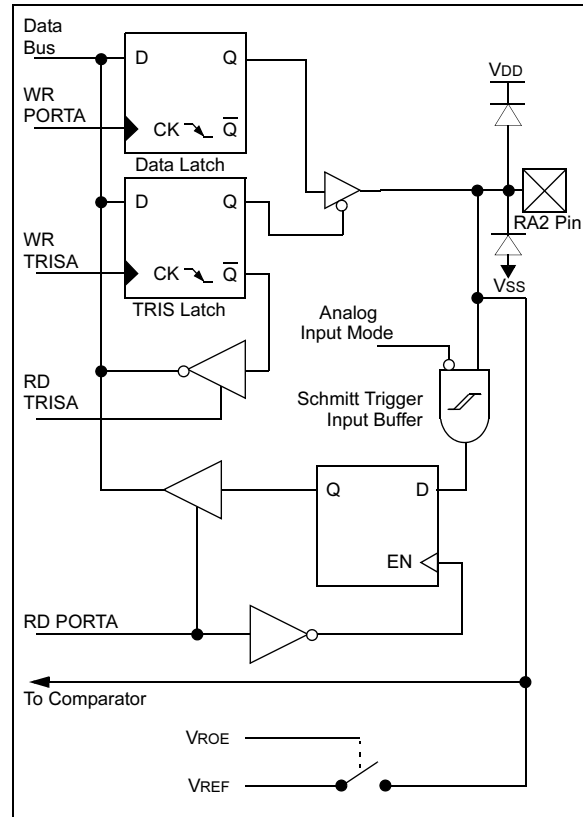 Data
Bus
D
Q
VDD
WR
PORTA
CK
Q
Data Latch
RA2 Pin
D
Q
WR
TRISA
CK
Q
VSS
TRIS Latch
Analog
Input Mode
RD
TRISA
Schmitt Trigger
Input Buffer
Q
D
EN
RD PORTA
To Comparator
VROE
VREF